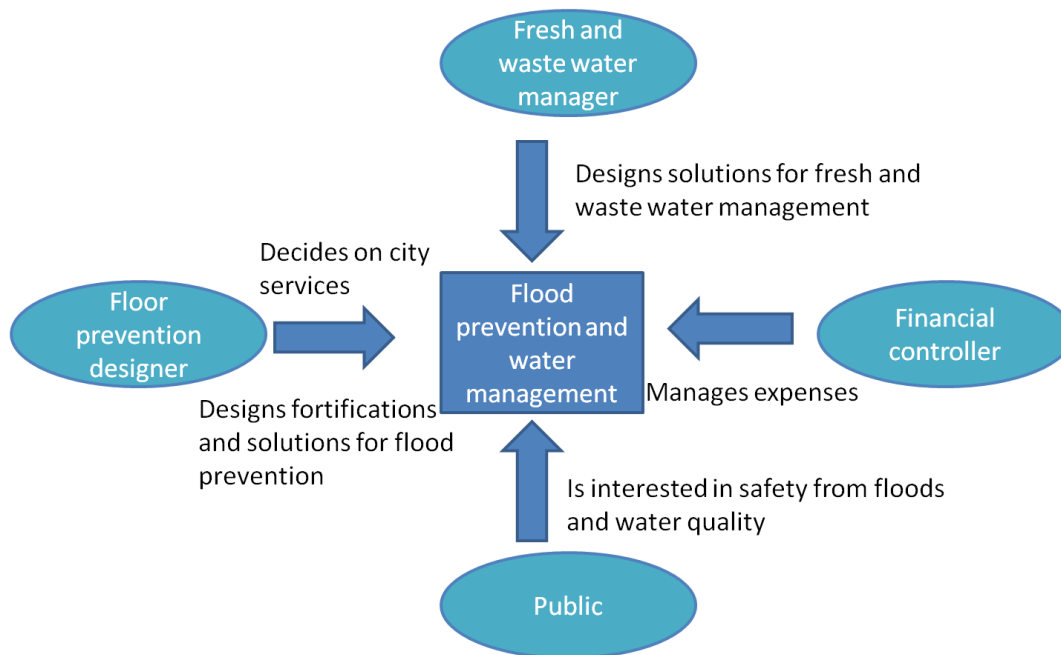 Fresh and
waste water
manager
Designs solutions for fresh and
waste water management
Decides on city
services
Floor
prevention
designer
Flood
prevention and
water
management
Financial
controller
Manages expenses
Designs fortifications
and solutions for flood
prevention
Is interested in safety from floods
and water quality
Public